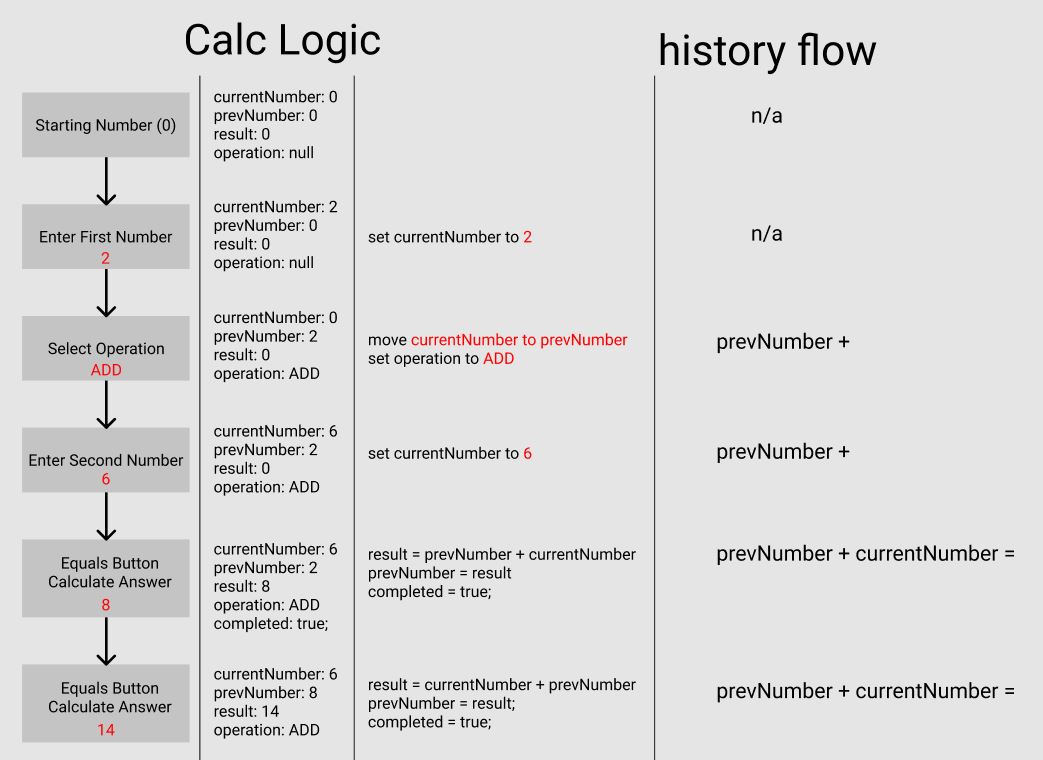 Calc Logic
history flow
Starting Number (0)
currentNumber: 0
prevNumber: 0
result: 0
operation: null
n/a
Enter First Number
2
currentNumber: 2
prevNumber: 0
result: 0
operation: null
set currentNumber to 2
n/a
Select Operation
ADD
currentNumber: 0
prevNumber: 2
result: 0
operation: ADD
move currentNumber to prevNumber
set operation to ADD
prevNumber +
Enter Second Number
6
currentNumber: 6
prevNumber: 2
result: 0
operation: ADD
set currentNumber to 6
prevNumber +
Equals Button
Calculate Answer
8
currentNumber: 6
prevNumber: 2
result: 8
operation: ADD
completed: true;
result = prevNumber + currentNumber
prevNumber = result
completed = true;
prevNumber + currentNumber =
Equals Button
Calculate Answer
14
currentNumber: 6
prevNumber: 8
result: 14
operation: ADD
result = currentNumber + prevNumber
prevNumber = result;
completed = true;
prevNumber + currentNumber =